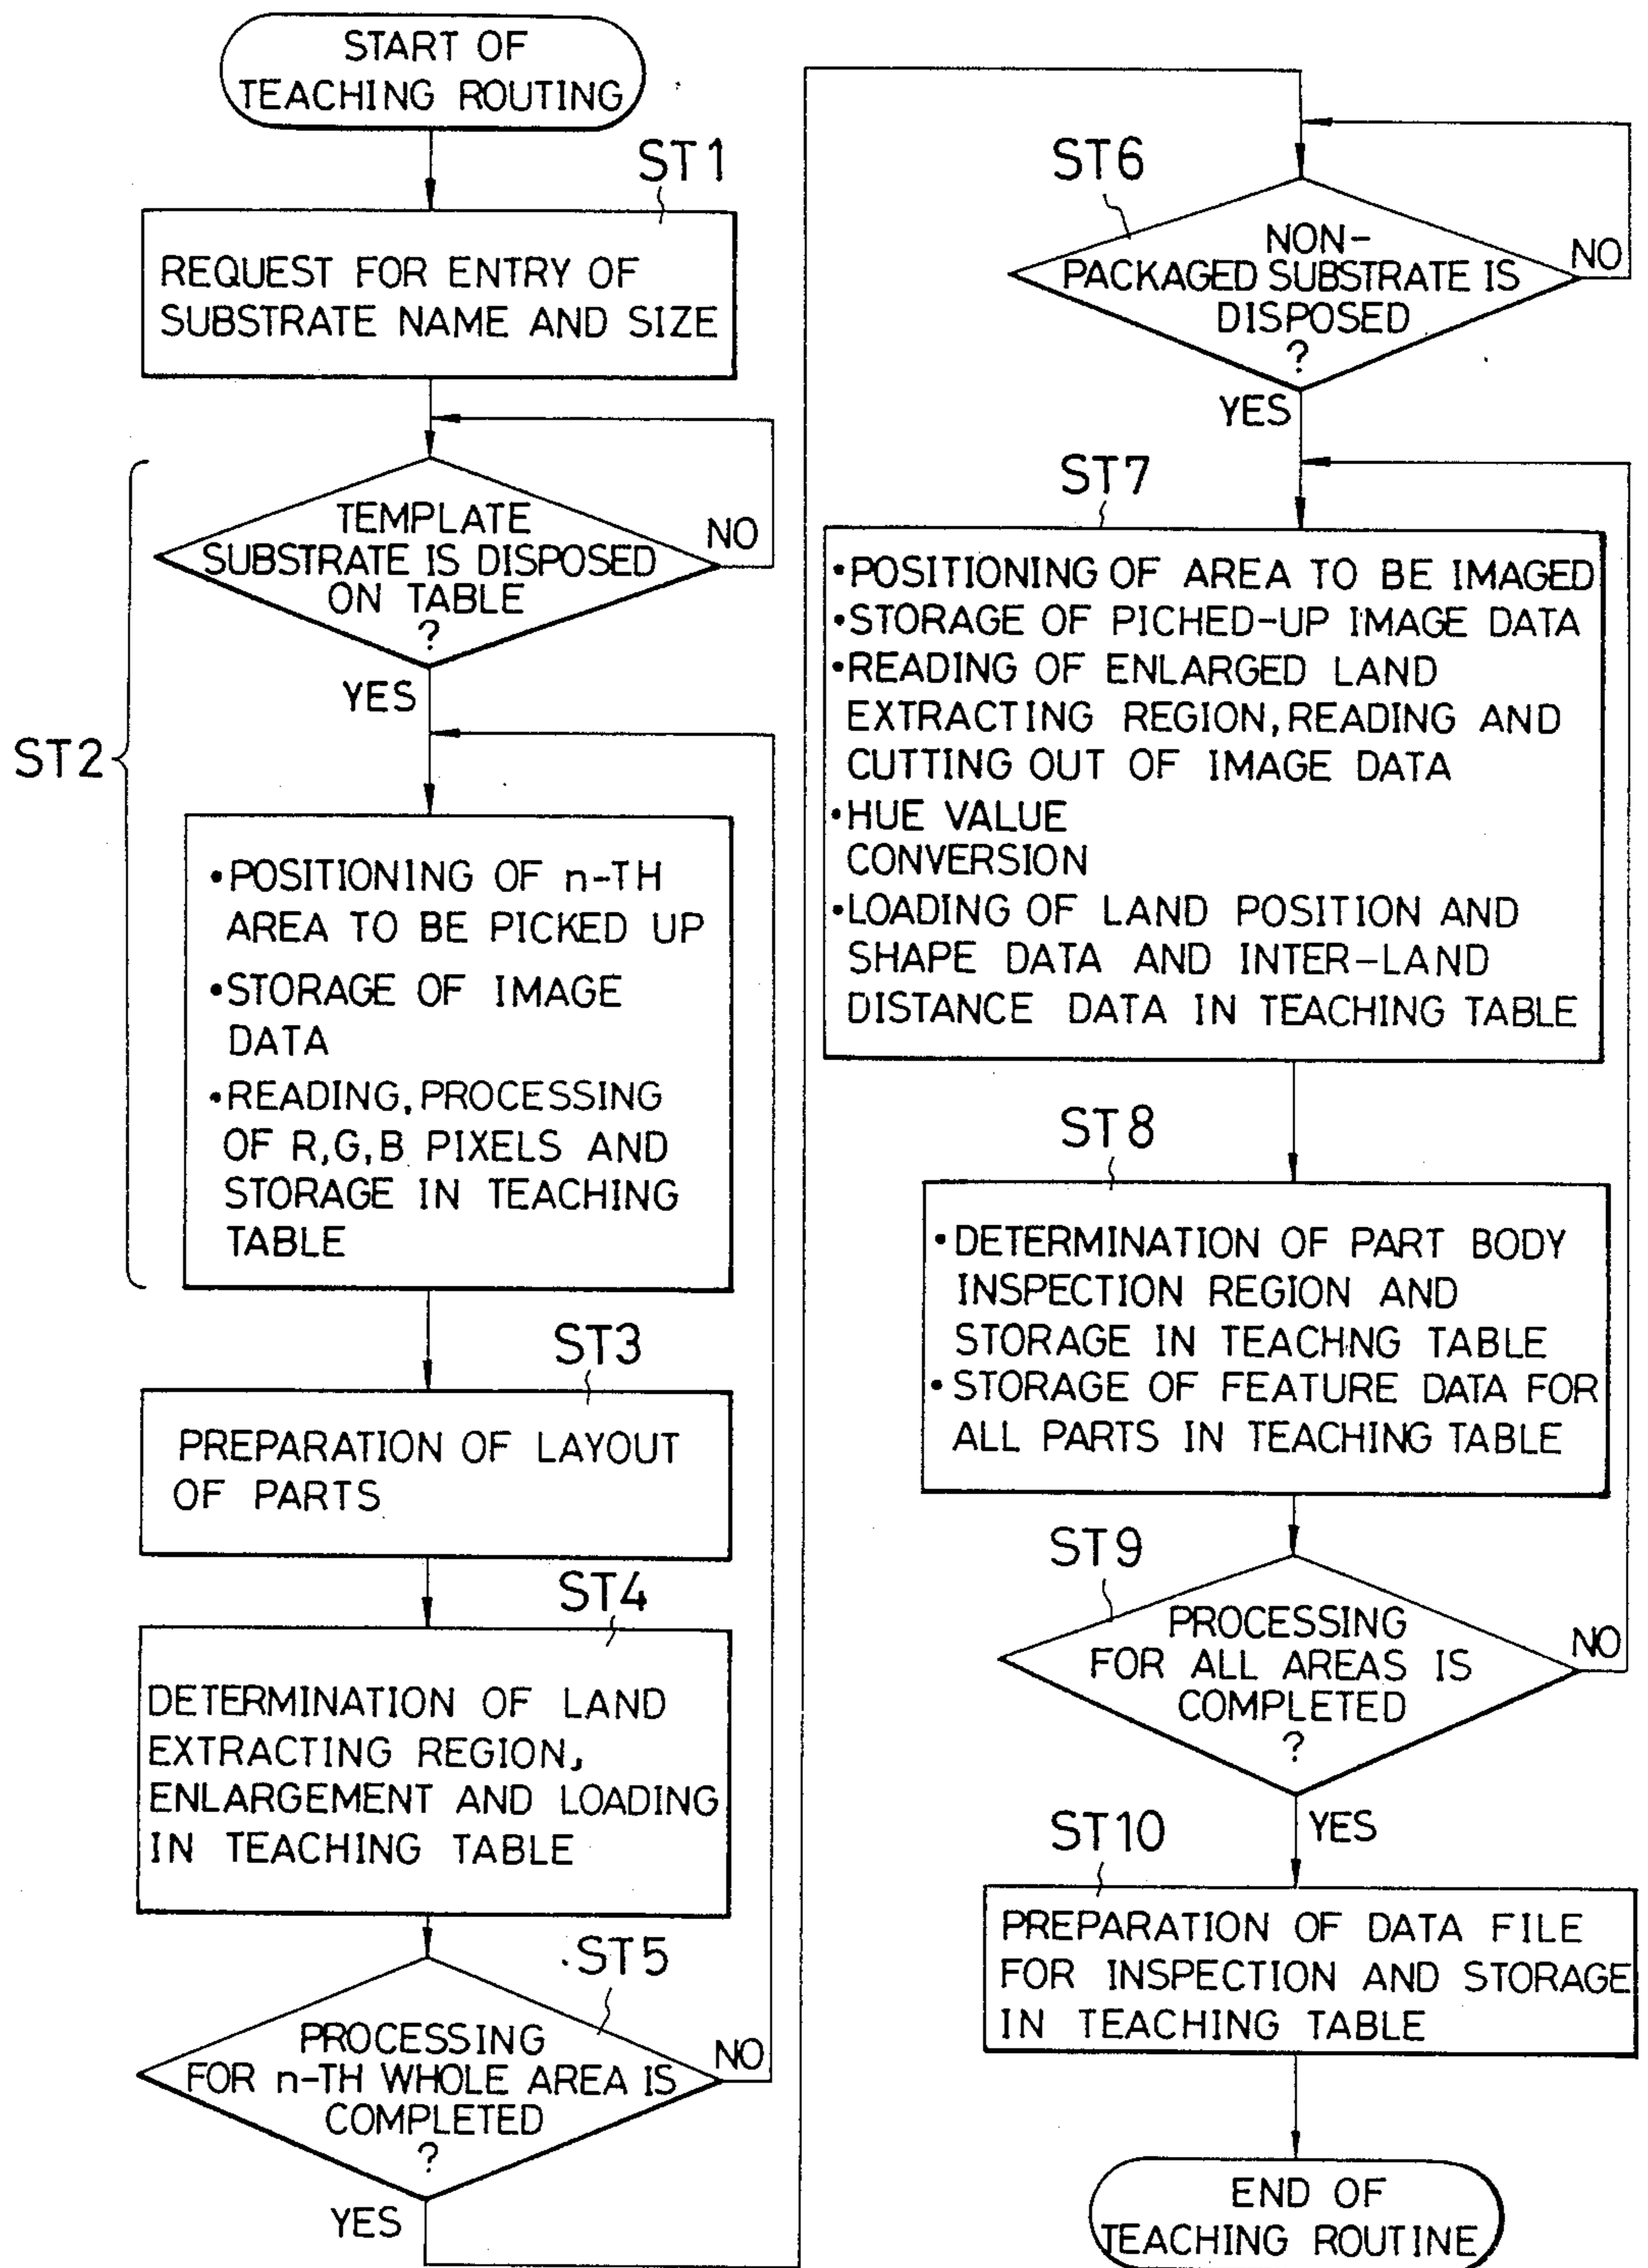 START OF
TEACHING ROUTING
ST1
REQUEST FOR ENTRY OF
SUBSTRATE NAME AND SIZE
ST2
TEMPLATE
SUBSTRATE IS DISPOSED
ON TABLE
?
NO
YES
•POSITIONING OF n-TH
AREA TO BE PICKED UP
•STORAGE OF IMAGE
DATA
•READING, PROCESSING
OF R,G,B PIXELS AND
STORAGE IN TEACHING
TABLE
ST3
PREPARATION OF LAYOUT
OF PARTS
ST4
DETERMINATION OF LAND
EXTRACTING REGION,
ENLARGEMENT AND LOADING
IN TEACHING TABLE
ST5
PROCESSING
FOR n-TH WHOLE AREA IS
COMPLETED
?
NO
YES
ST6
NON-
PACKAGED SUBSTRATE IS
DISPOSED
?
NO
YES
ST7
•POSITIONING OF AREA TO BE IMAGED
•STORAGE OF PICHED-UP IMAGE DATA
•READING OF ENLARGED LAND
EXTRACTING REGION, READING AND
CUTTING OUT OF IMAGE DATA
•HUE VALUE
CONVERSION
•LOADING OF LAND POSITION AND
SHAPE DATA AND INTER-LAND
DISTANCE DATA IN TEACHING TABLE
ST8
•DETERMINATION OF PART BODY
INSPECTION REGION AND
STORAGE IN TEACHNG TABLE
•STORAGE OF FEATURE DATA FOR
ALL PARTS IN TEACHING TABLE
ST9
PROCESSING
FOR ALL AREAS IS
COMPLETED
?
NO
YES
ST10
PREPARATION OF DATA FILE
FOR INSPECTION AND STORAGE
IN TEACHING TABLE
END OF
TEACHING ROUTINE